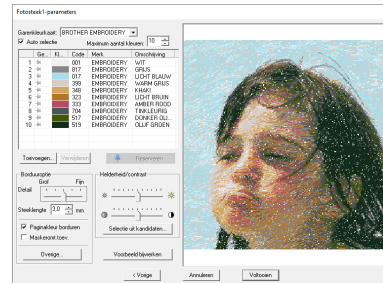 Fotosteek1-parameters
Garenkleurkaart: BROTHER EMBROIDERY
Auto selectie Maximum aantal kleuren: 10
Ge... Kl... Code Merk Omschrijving
1 001 EMBROIDERY WIT
2 817 EMBROIDERY GRIJS
3 017 EMBROIDERY LICHT BLAUW
4 399 EMBROIDERY WARM GRIJS
5 348 EMBROIDERY KHAKI
6 323 EMBROIDERY LICHT BRUIN
7 333 EMBROIDERY AMBER ROOD
8 704 EMBROIDERY TINKLEURIG
9 517 EMBROIDERY DONKER OLI...
10 519 EMBROIDERY OLIJF GROEN
Toevoegen... Verwijderen Reserveren
Borduuroptie Helderheid/contrast
Grof Fijn
Detail
Steeklengte 3,0 mm
Paginakleur borduren
Selectie uit kandidaten...
Maskeromt.toev.
Overige... Voorbeeld bijwerken
< Vorige Annuleren Voltooien